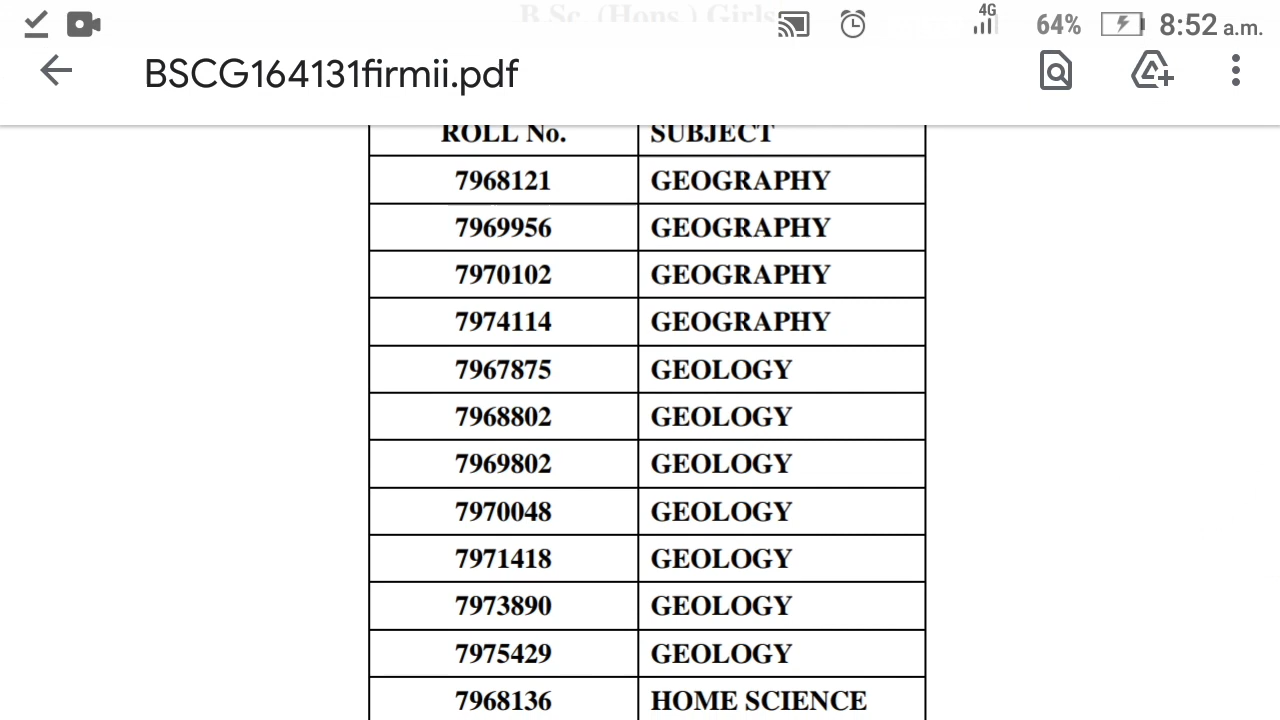 B.Sc. (Hons.) Girls
4G
64%
8:52 a.m.
BSCG164131firmii.pdf
ROLL No. SUBJECT
7968121 GEOGRAPHY
7969956 GEOGRAPHY
7970102 GEOGRAPHY
7974114 GEOGRAPHY
7967875 GEOLOGY
7968802 GEOLOGY
7969802 GEOLOGY
7970048 GEOLOGY
7971418 GEOLOGY
7973890 GEOLOGY
7975429 GEOLOGY
7968136 HOME SCIENCE